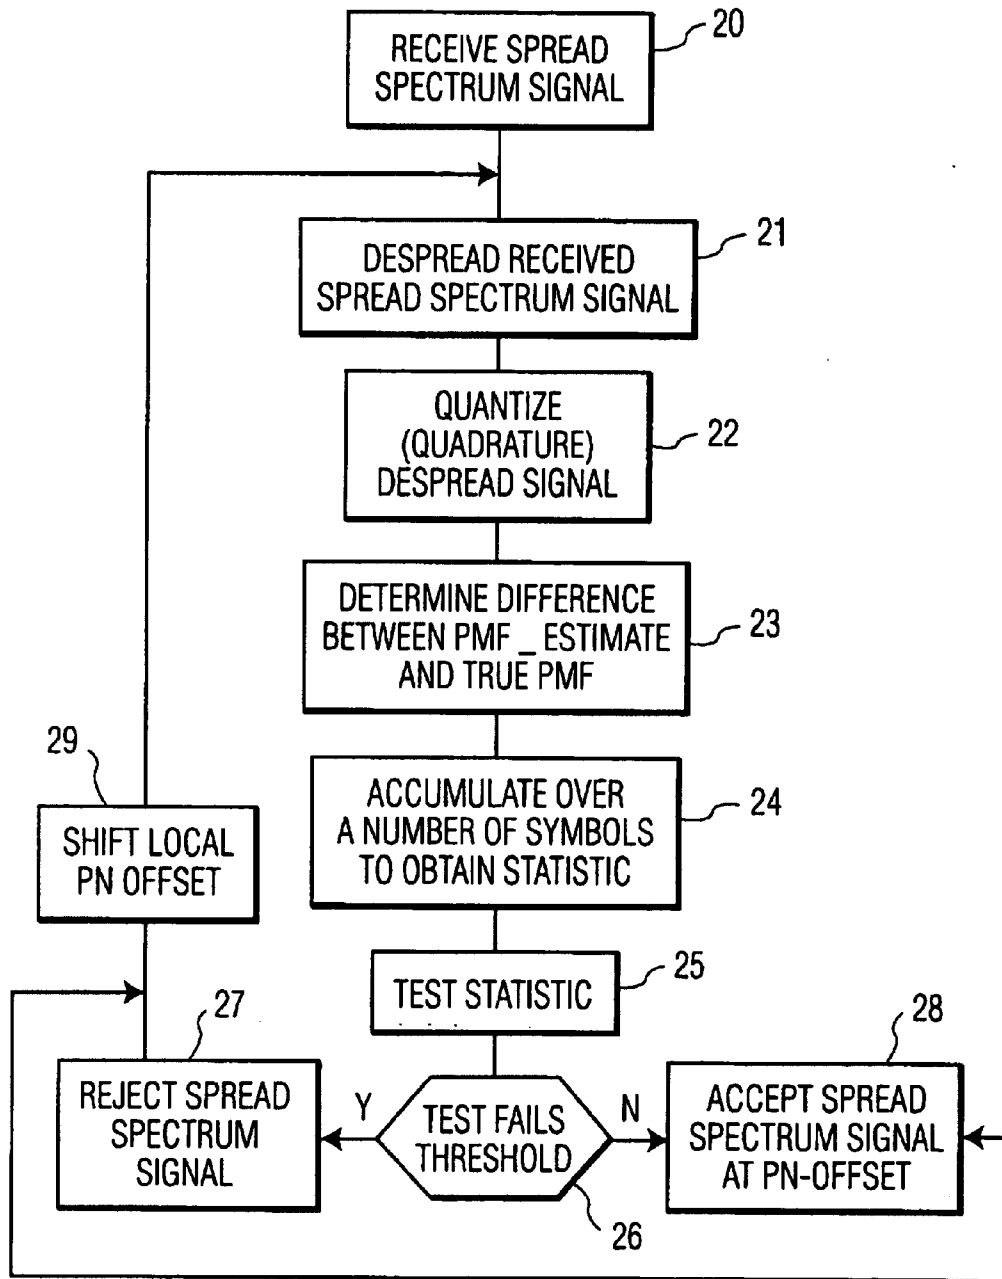 RECEIVE SPREAD
SPECTRUM SIGNAL
20
DESPREAD RECEIVED
SPREAD SPECTRUM SIGNAL
21
QUANTIZE
(QUADRATURE)
DESPREAD SIGNAL
22
DETERMINE DIFFERENCE
BETWEEN PMF _ ESTIMATE
AND TRUE PMF
23
ACCUMULATE OVER
A NUMBER OF SYMBOLS
TO OBTAIN STATISTIC
24
29
SHIFT LOCAL
PN OFFSET
TEST STATISTIC
25
27
REJECT SPREAD
SPECTRUM
SIGNAL
Y
TEST FAILS
THRESHOLD
N
26
28
ACCEPT SPREAD
SPECTRUM SIGNAL
AT PN-OFFSET